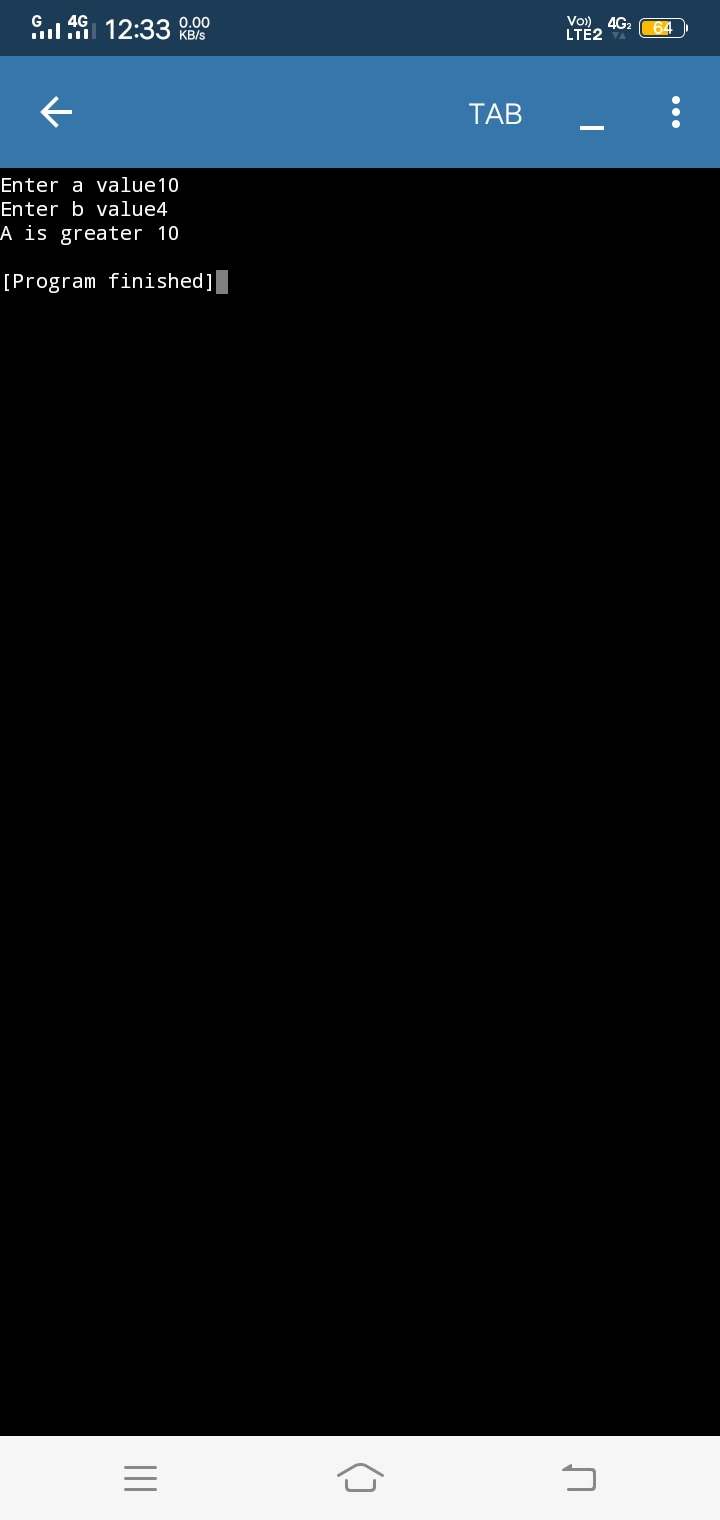 G 4G 12:33 0.00 KB/s Vo)) LTE2 4G2 64
TAB
Enter a value10
Enter b value4
A is greater 10
[Program finished]